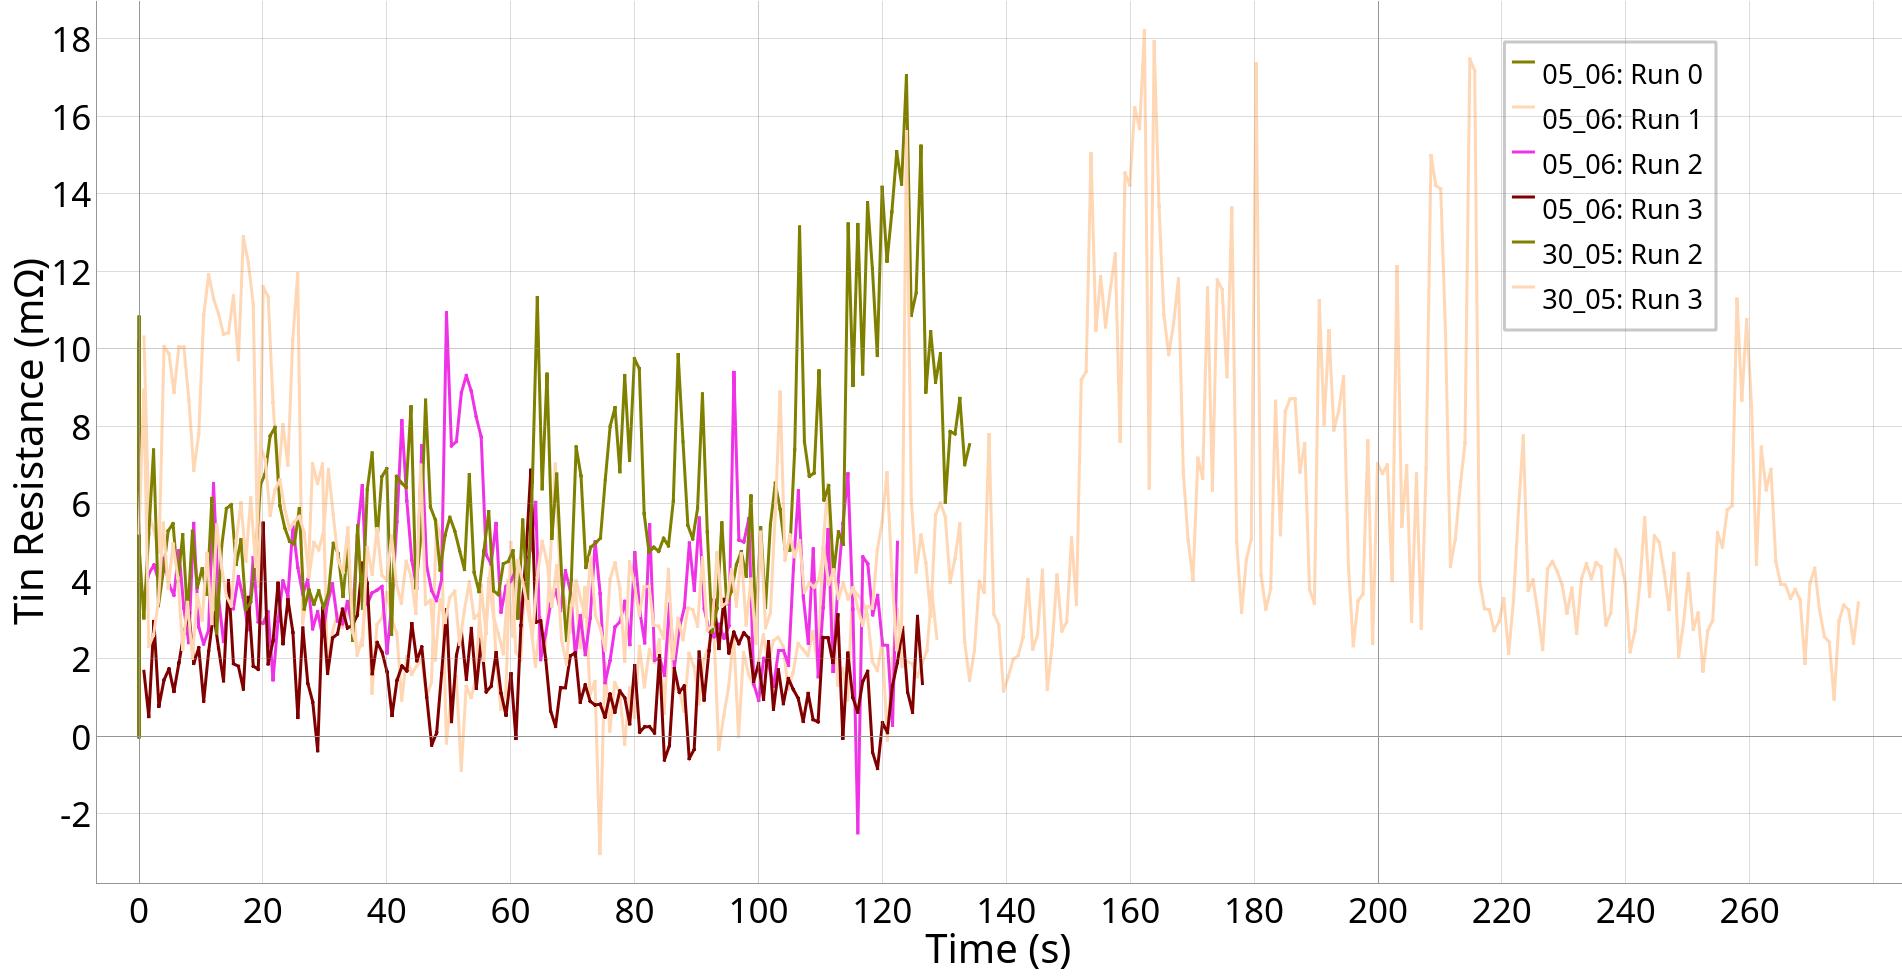 Tin Resistance (mΩ)
18
16
14
12
10
8
6
4
2
0
-2
05_06: Run 0
05_06: Run 1
05_06: Run 2
05_06: Run 3
30_05: Run 2
30_05: Run 3
0 20 40 60 80 100 120 140 160 180 200 220 240 260
Time (s)